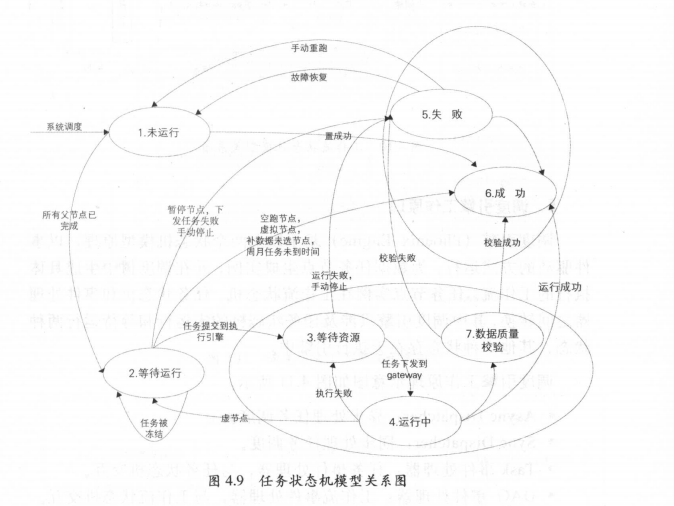 手动重跑
故障恢复
系统调度
1.未运行
5.失 败
置成功
6.成 功
所有父节点已
完成
暂停节点，下
发任务失败
手动停止
空跑节点，
虚拟节点，
补数据未选节点，
周月任务未到时间
校验失败
校验成功
运行失败，
手动停止
运行成功
任务提交到执
行引擎
3.等待资源
7.数据质量
校验
2.等待运行
任务下发到
gateway
执行失败
4.运行中
虚节点
任务被
冻结
图 4.9 任务状态机模型关系图